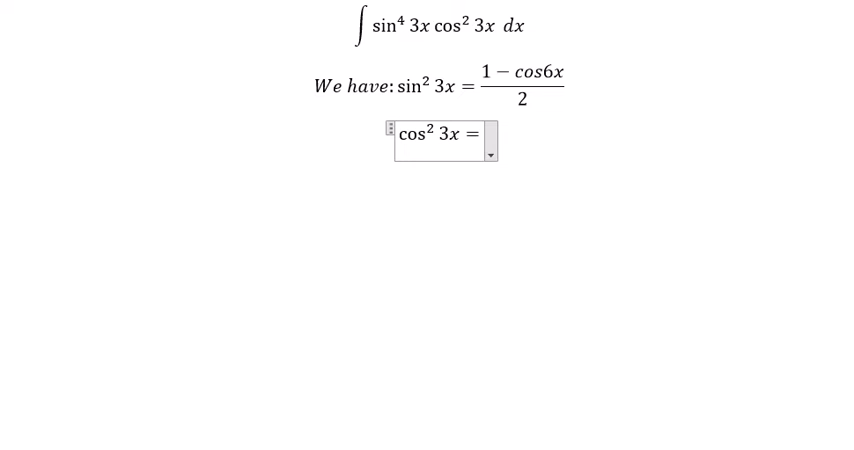 ∫ sin⁴ 3x cos² 3x dx
We have: sin² 3x = (1 − cos6x)/2
cos² 3x =